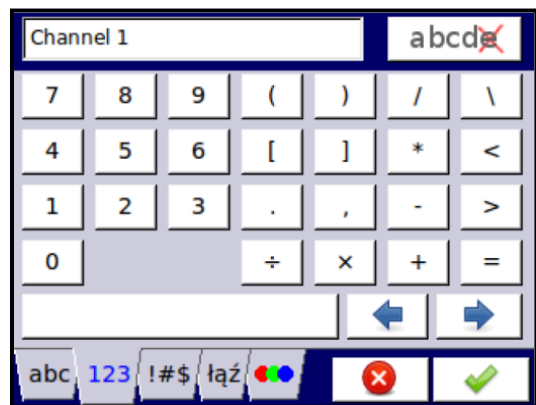 Channel 1 abcde
7 8 9 ( ) / \
4 5 6 [ ] * <
1 2 3 . , - >
0 ÷ × + =
abc 123 !#$ łąź